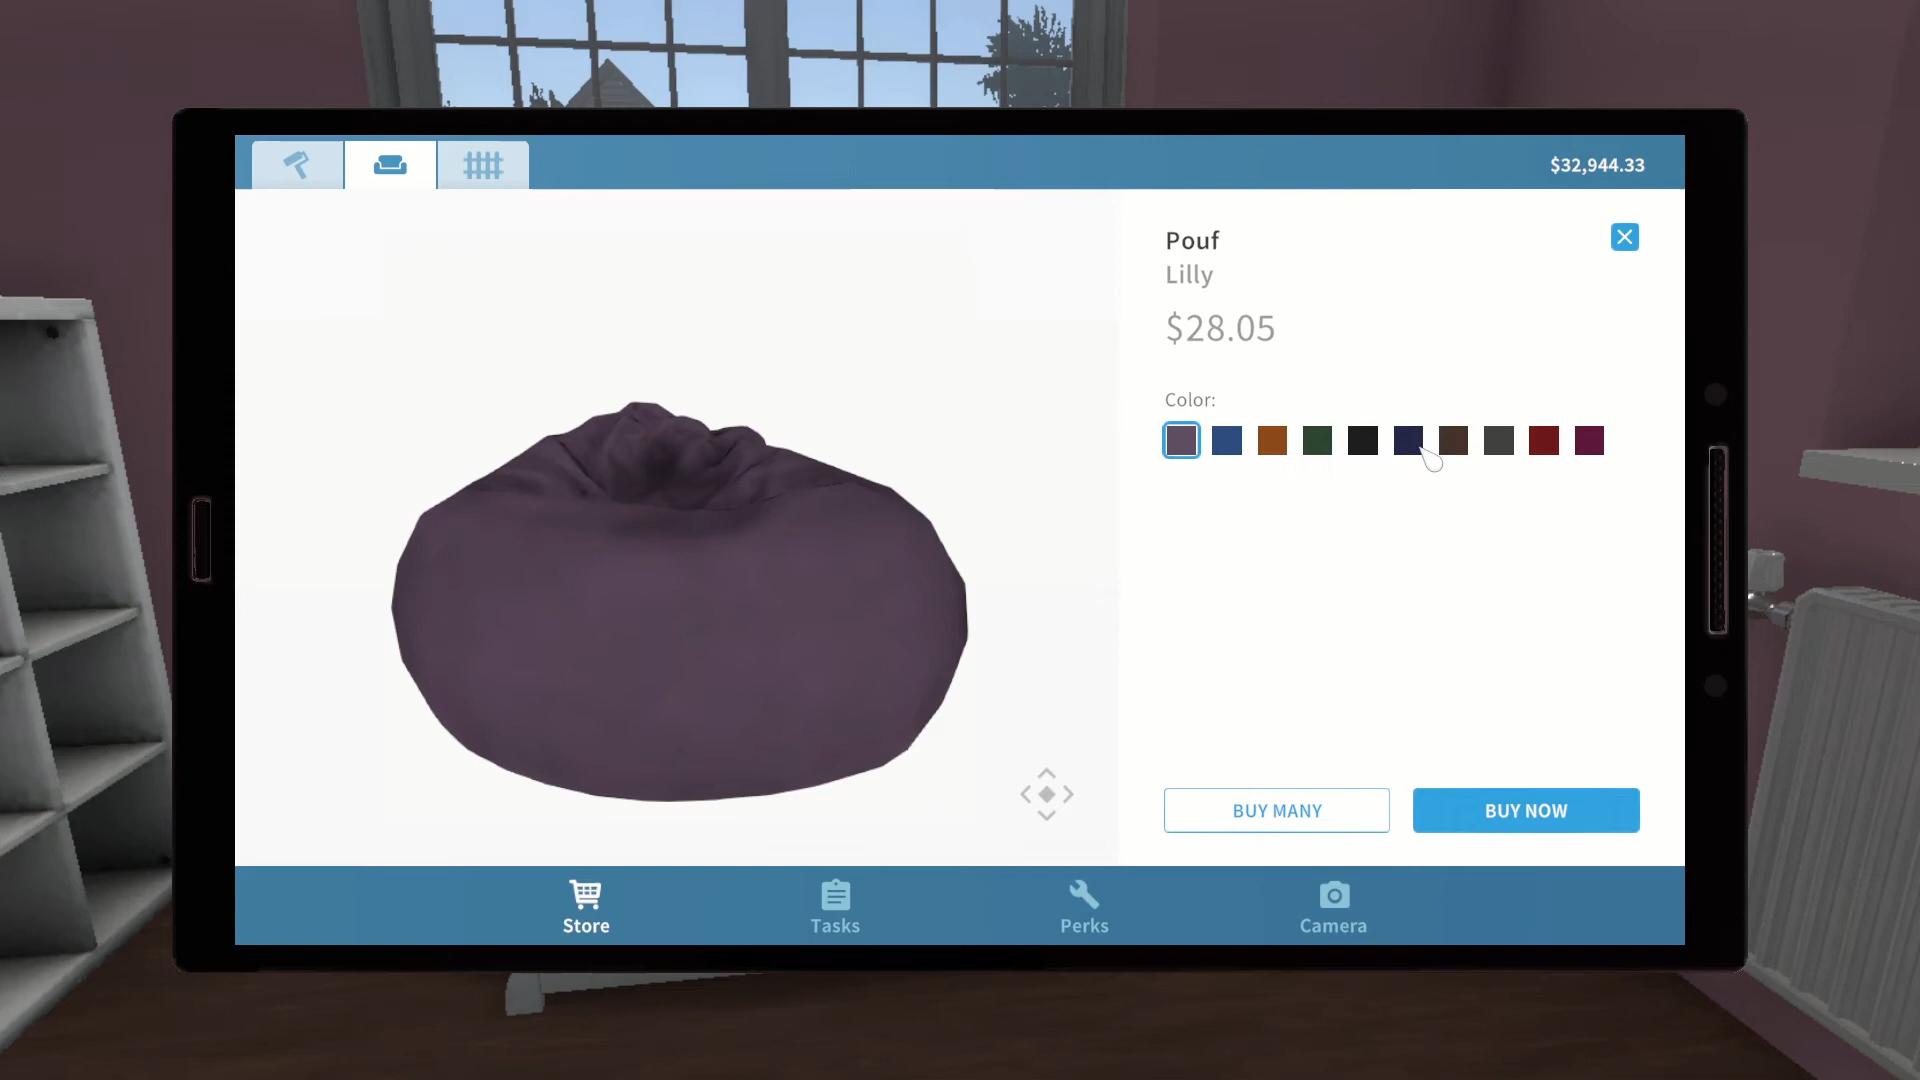 $32,944.33
Pouf
Lilly
$28.05
Color:
BUY MANY
BUY NOW
Store
Tasks
Perks
Camera